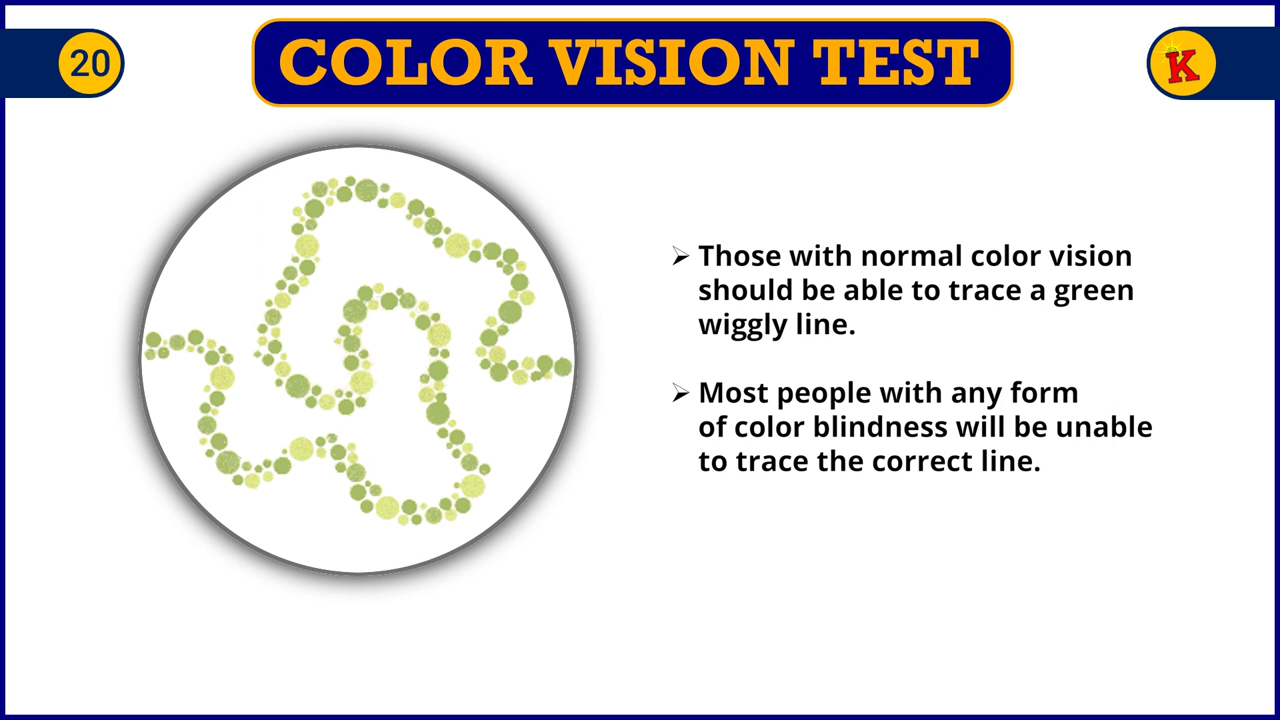 20
COLOR VISION TEST
K
➢ Those with normal color vision
should be able to trace a green
wiggly line.
➢ Most people with any form
of color blindness will be unable
to trace the correct line.